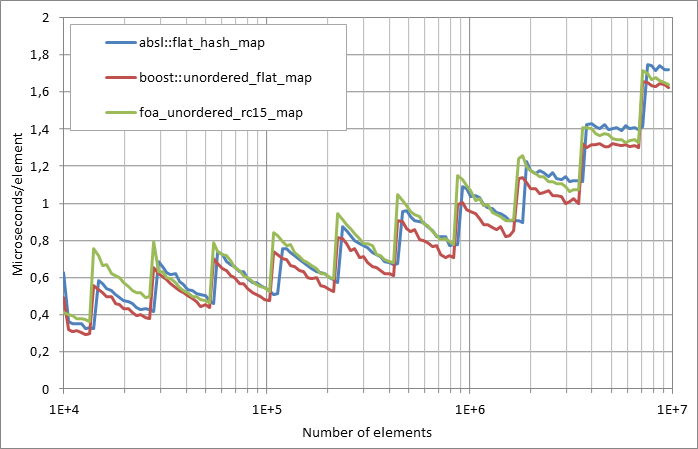 2
1,8
1,6
1,4
1,2
1
0,8
0,6
0,4
0,2
0
Microseconds/element
absl::flat_hash_map
boost::unordered_flat_map
foa_unordered_rc15_map
1E+4 1E+5 1E+6 1E+7
Number of elements